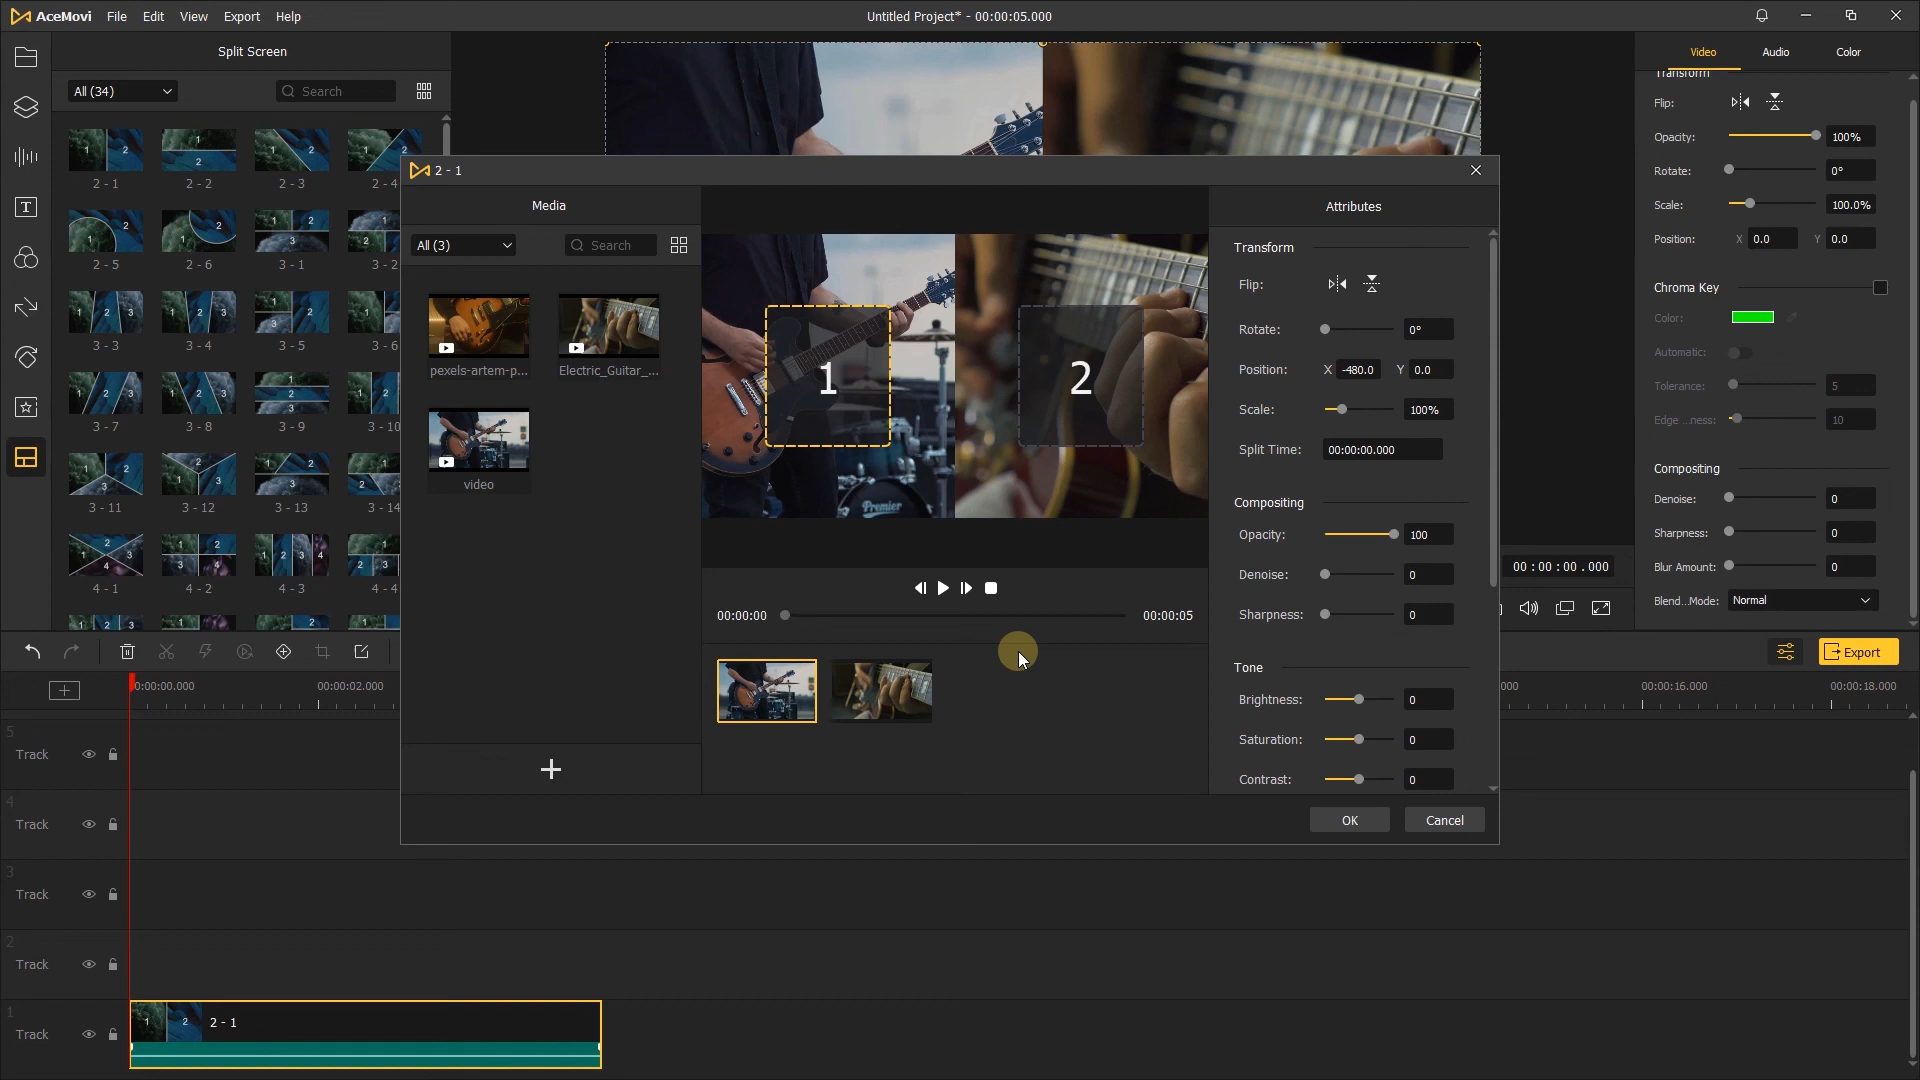 AceMovi
File
Edit
View
Export
Help
Untitled Project* - 00:00:05.000
Split Screen
All (34)
Search
2 - 1
2 - 2
2 - 3
2 - 4
2 - 5
2 - 6
3 - 1
3 - 2
3 - 3
3 - 4
3 - 5
3 - 6
3 - 7
3 - 8
3 - 9
3 - 10
3 - 11
3 - 12
3 - 13
3 - 14
4 - 1
4 - 2
4 - 3
4 - 4
2 - 1
Media
All (3)
Search
pexels-artem-p...
Electric_Guitar_...
video
1
2
00:00:00
00:00:05
Attributes
Transform
Flip:
Rotate:
0°
Position:
X
-480.0
Y
0.0
Scale:
100%
Split Time:
00:00:00.000
Compositing
Opacity:
100
Denoise:
0
Sharpness:
0
Tone
Brightness:
0
Saturation:
0
Contrast:
0
OK
Cancel
Video
Audio
Color
Transform
Flip:
Opacity:
100%
Rotate:
0°
Scale:
100.0%
Position:
X
0.0
Y
0.0
Chroma Key
Color:
Automatic:
Tolerance:
5
Edge ...ness:
10
Compositing
Denoise:
0
Sharpness:
0
Blur Amount:
0
Blend...Mode:
Normal
00 : 00 : 00 . 000
Export
0:00:00.000
00:00:02.000
000
00:00:16.000
00:00:18.000
5
Track
4
Track
3
Track
2
Track
1
Track
1
2
2 - 1
Premier